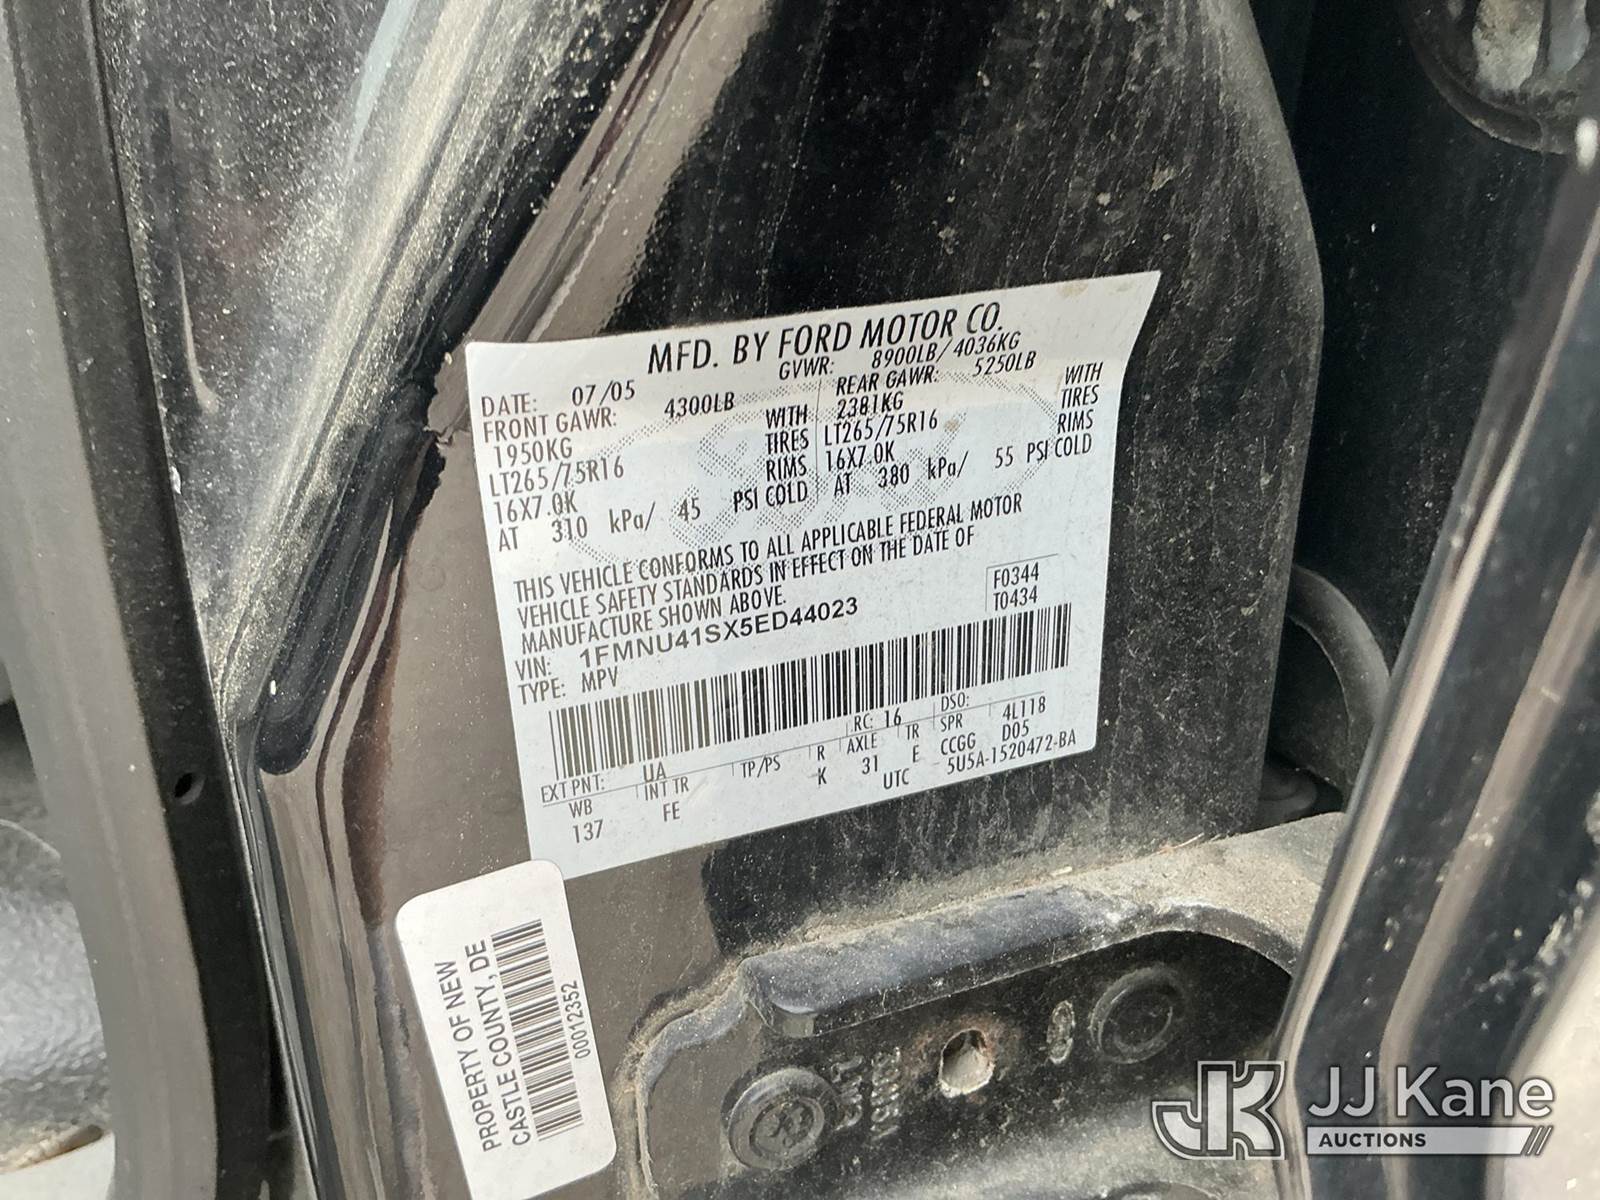 MFD. BY FORD MOTOR CO.
DATE: 07/05 GVWR: 8900LB/4036KG
FRONT GAWR: 4300LB REAR GAWR: 5250LB
1950KG WITH 2381KG WITH
LT265/75R16 TIRES LT265/75R16 TIRES
16X7.0K RIMS 16X7.0K RIMS
AT 310 kPa/ 45 PSI COLD AT 380 kPa/ 55 PSI COLD
THIS VEHICLE CONFORMS TO ALL APPLICABLE FEDERAL MOTOR
VEHICLE SAFETY STANDARDS IN EFFECT ON THE DATE OF
MANUFACTURE SHOWN ABOVE.
F0344
VIN: 1FMNU41SX5ED44023 T0434
TYPE: MPV
EXT PNT: UA RC: 16 DSO:
WB INT TR TP/PS R AXLE TR SPR 4L118
137 FE K 31 E CCGG D05
UTC 5U5A-1520472-BA
PROPERTY OF NEW
CASTLE COUNTY, DE
00012352
JK JJ Kane
AUCTIONS